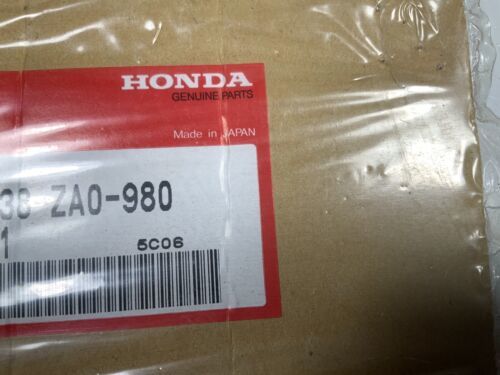 HONDA
GENUINE PARTS
Made in JAPAN
38-ZA0-980
1
5C06